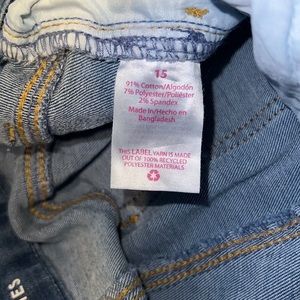 15
91% Cotton/Algodón
7% Polyester/Poliéster
2% Spandex
Made in/Hecho en
Bangladesh
THIS LABEL YARN IS MADE
OUT OF 100% RECYCLED
POLYESTER MATERIALS